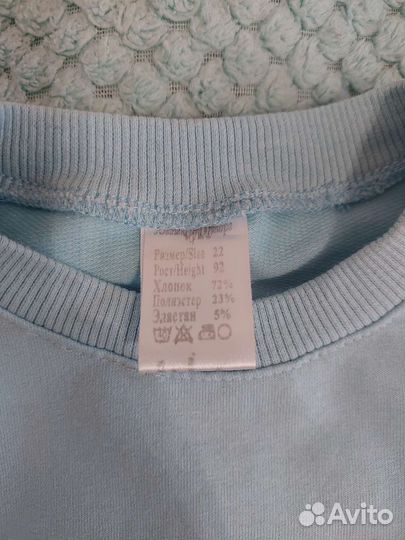 Размер/Size 22
Рост/Height 92
Хлопок 72%
Полиэстер 23%
Эластан 5%
Avito